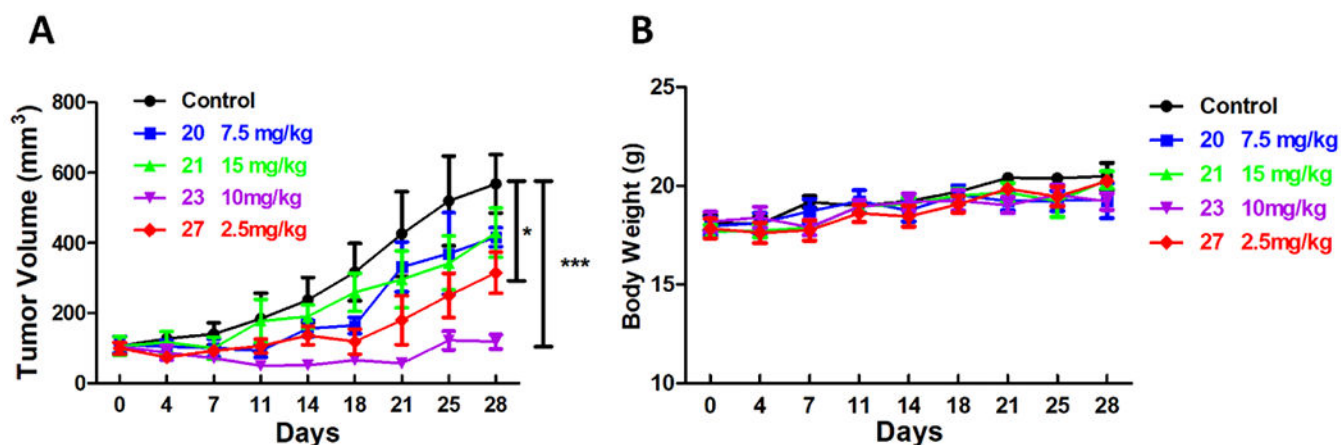 A
Tumor Volume (mm³)
800
600
400
200
0
Control
20 7.5 mg/kg
21 15 mg/kg
23 10mg/kg
27 2.5mg/kg
*
***
0 4 7 11 14 18 21 25 28
Days
B
Body Weight (g)
25
20
15
10
Control
20 7.5 mg/kg
21 15 mg/kg
23 10mg/kg
27 2.5mg/kg
0 4 7 11 14 18 21 25 28
Days